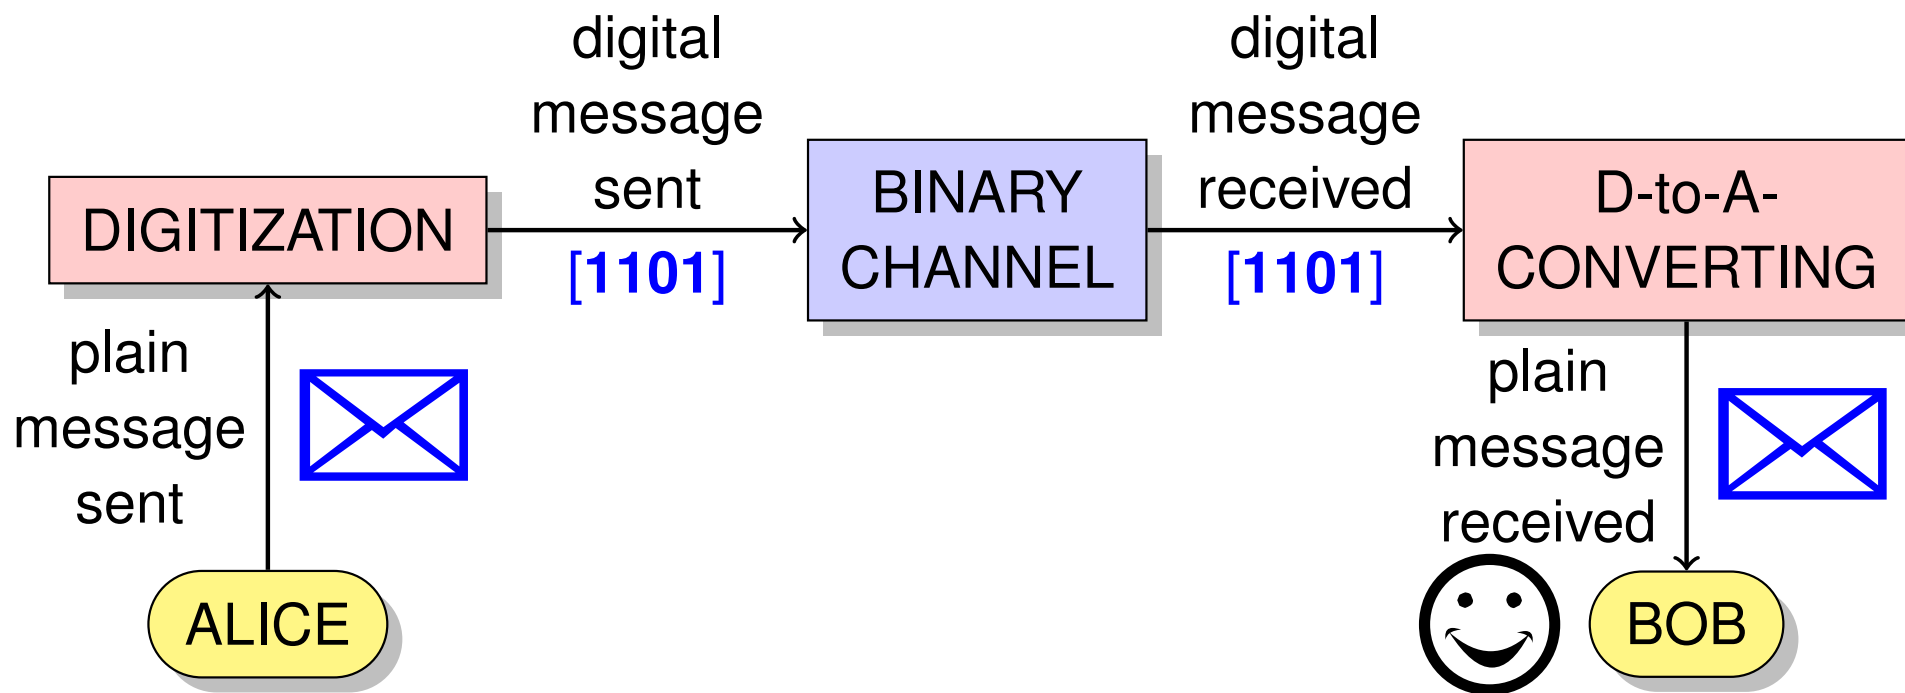 digital
message
sent
[1101]
digital
message
received
[1101]
DIGITIZATION
BINARY
CHANNEL
D-to-A-
CONVERTING
plain
message
sent
plain
message
received
ALICE
BOB